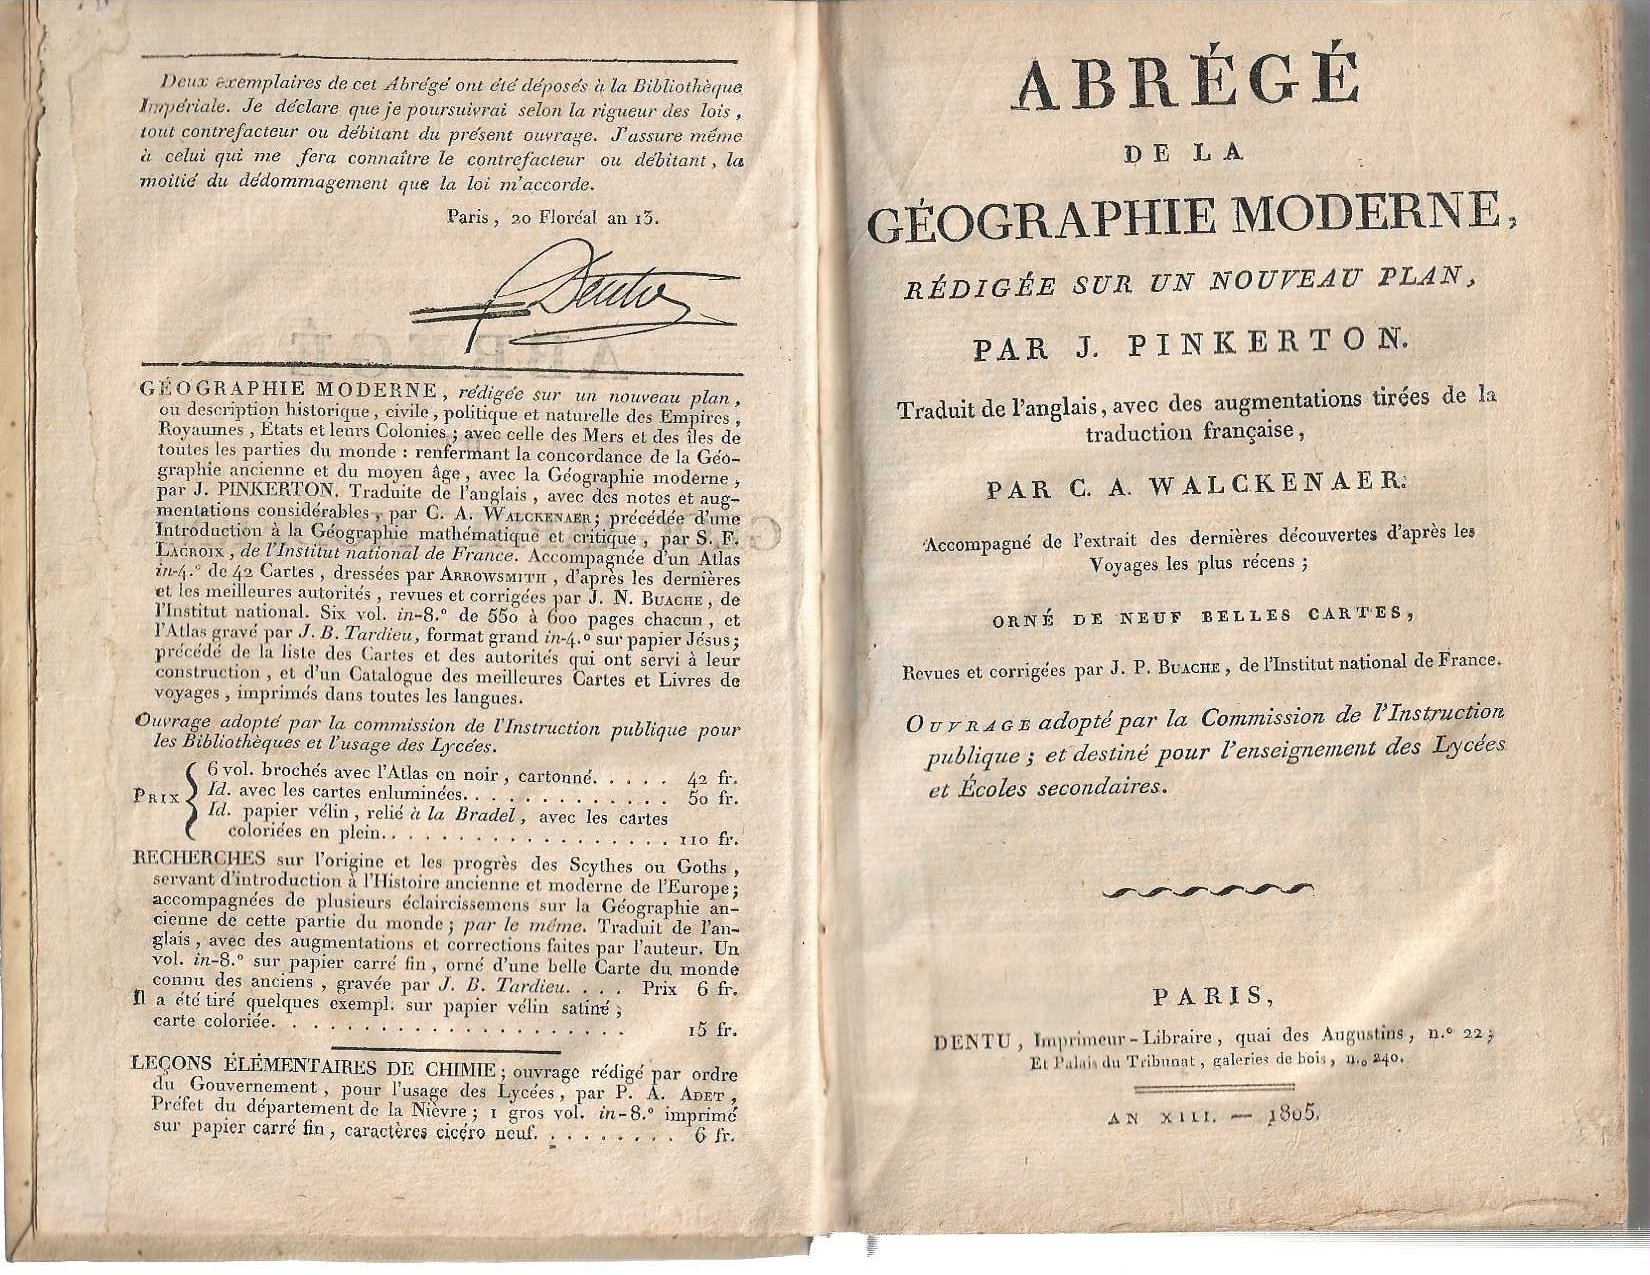 Deux exemplaires de cet Abrégé ont été déposés à la Bibliothèque
Impériale. Je déclare que je poursuivrai selon la rigueur des lois ,
tout contrefacteur ou débitant du présent ouvrage. J'assure même
à celui qui me fera connaître le contrefacteur ou débitant , la
moitié du dédommagement que la loi m'accorde.
Paris , 20 Floréal an 13.
Dentu
GÉOGRAPHIE MODERNE , rédigée sur un nouveau plan ,
ou description historique , civile , politique et naturelle des Empires ,
Royaumes , États et leurs Colonies ; avec celle des Mers et des îles de
toutes les parties du monde : renfermant la concordance de la Géo-
graphie ancienne et du moyen âge , avec la Géographie moderne ,
par J. PINKERTON. Traduite de l'anglais , avec des notes et aug-
mentations considérables , par C. A. WALCKENAER ; précédée d'une
Introduction à la Géographie mathématique et critique , par S. F.
LACROIX , de l'Institut national de France. Accompagnée d'un Atlas
in-4.° de 42 Cartes , dressées par ARROWSMITH , d'après les dernières
et les meilleures autorités , revues et corrigées par J. N. BUACHE , de
l'Institut national. Six vol. in-8.° de 550 à 600 pages chacun , et
l'Atlas gravé par J. B. Tardieu , format grand in-4.° sur papier Jésus ;
précédé de la liste des Cartes et des autorités qui ont servi à leur
construction , et d'un Catalogue des meilleures Cartes et Livres de
voyages , imprimés dans toutes les langues.
Ouvrage adopté par la commission de l'Instruction publique pour
les Bibliothèques et l'usage des Lycées.
PRIX { 6 vol. brochés avec l'Atlas en noir , cartonné. . . . . 42 fr.
Id. avec les cartes enluminées. . . . . . . . . . . . . 50 fr.
Id. papier vélin , relié à la Bradel , avec les cartes
coloriées en plein. . . . . . . . . . . . . . . . . . 110 fr.
RECHERCHES sur l'origine et les progrès des Scythes ou Goths ,
servant d'introduction à l'Histoire ancienne et moderne de l'Europe ;
accompagnées de plusieurs éclaircissemens sur la Géographie an-
cienne de cette partie du monde ; par le même. Traduit de l'an-
glais , avec des augmentations et corrections faites par l'auteur. Un
vol. in-8.° sur papier carré fin , orné d'une belle Carte du monde
connu des anciens , gravée par J. B. Tardieu. . . . Prix 6 fr.
Il a été tiré quelques exempl. sur papier vélin satiné ;
carte coloriée. . . . . . . . . . . . . . . . . . . 15 fr.
LEÇONS ÉLÉMENTAIRES DE CHIMIE ; ouvrage rédigé par ordre
du Gouvernement , pour l'usage des Lycées , par P. A. ADET ,
Préfet du département de la Nièvre ; 1 gros vol. in-8.° imprimé
sur papier carré fin , caractères cicéro neuf. . . . . . . . . 6 fr.
ABRÉGÉ
DE LA
GÉOGRAPHIE MODERNE,
RÉDIGÉE SUR UN NOUVEAU PLAN,
PAR J. PINKERTON.
Traduit de l'anglais, avec des augmentations tirées de la
traduction française,
PAR C. A. WALCKENAER.
Accompagné de l'extrait des dernières découvertes d'après les
Voyages les plus récens ;
ORNÉ DE NEUF BELLES CARTES,
Revues et corrigées par J. P. BUACHE , de l'Institut national de France.
OUVRAGE adopté par la Commission de l'Instruction
publique ; et destiné pour l'enseignement des Lycées
et Écoles secondaires.
PARIS,
DENTU , Imprimeur-Libraire , quai des Augustins , n.° 22 ;
Et Palais du Tribunat , galeries de bois , n.° 240.
AN XIII. — 1805.